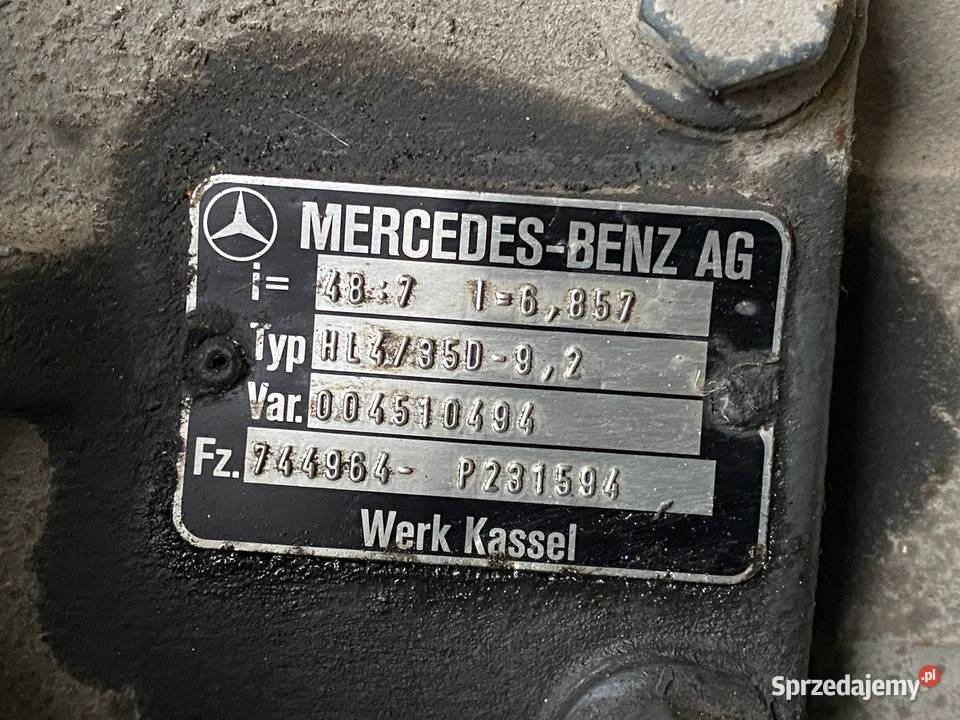 MERCEDES-BENZ AG
i= 48:7 I=6,857
Typ HL4/35D-9,2
Var. 004510494
Fz. 744964- P231594
Werk Kassel
Sprzedajemy.pl